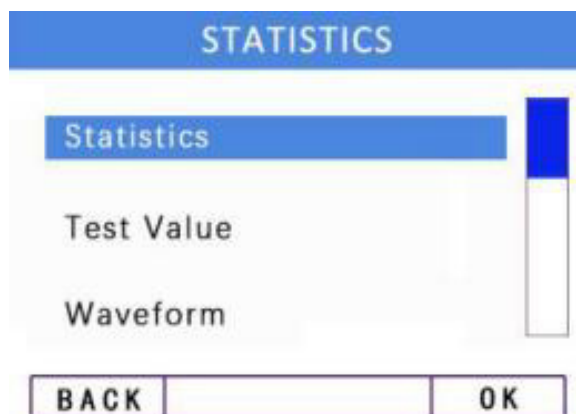 STATISTICS
Statistics
Test Value
Waveform
BACK OK